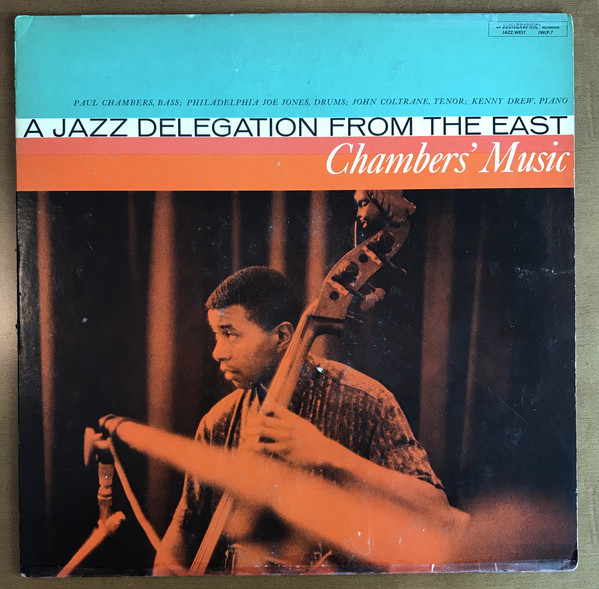 JAZZ:WEST JWLP-7
PAUL CHAMBERS, BASS; PHILADELPHIA JOE JONES, DRUMS; JOHN COLTRANE, TENOR; KENNY DREW, PIANO
A JAZZ DELEGATION FROM THE EAST
Chambers’ Music